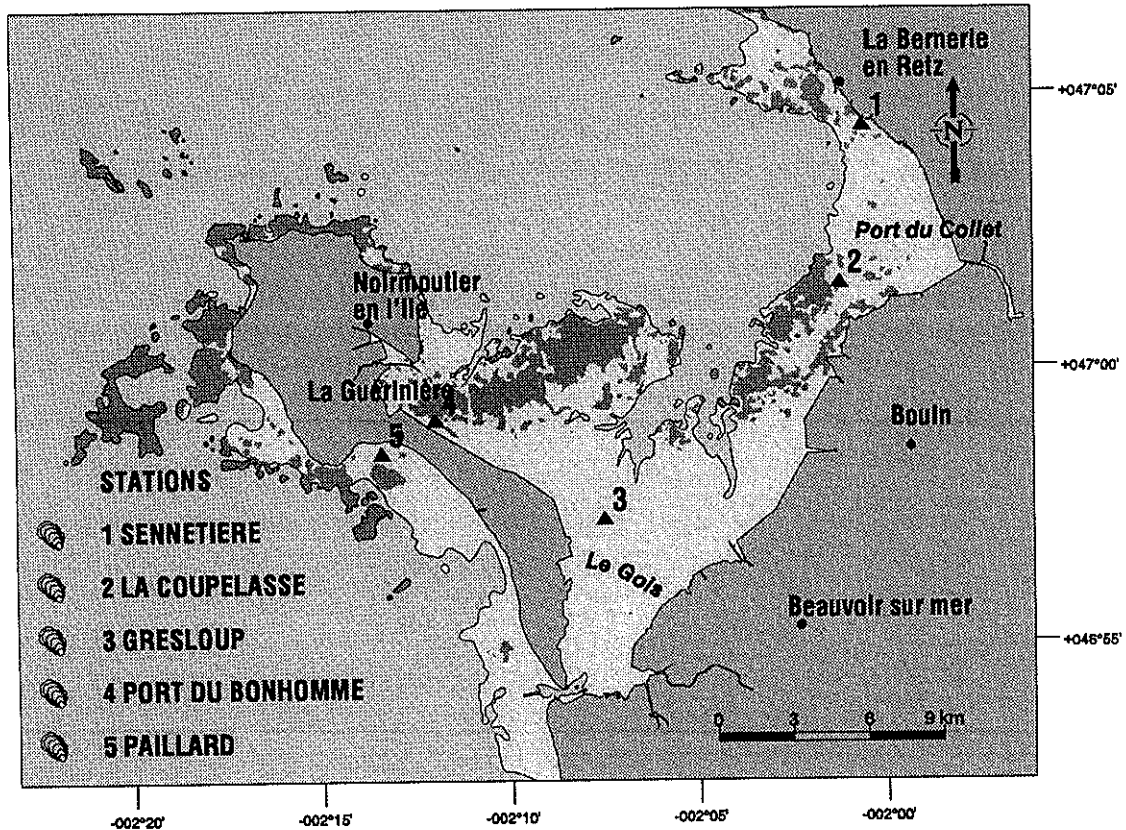 La Bernerie
en Retz
+047°05'
1
N
Port du Collet
2
Noirmoutier
en l'Ile
+047°00'
La Guérinière
4
Bouin
5
STATIONS
3
1 SENNETIERE
Le Gois
2 LA COUPELASSE
Beauvoir sur mer
3 GRESLOUP
+046°55'
4 PORT DU BONHOMME
0 3 6 9 km
5 PAILLARD
-002°20' -002°15' -002°10' -002°05' -002°00'